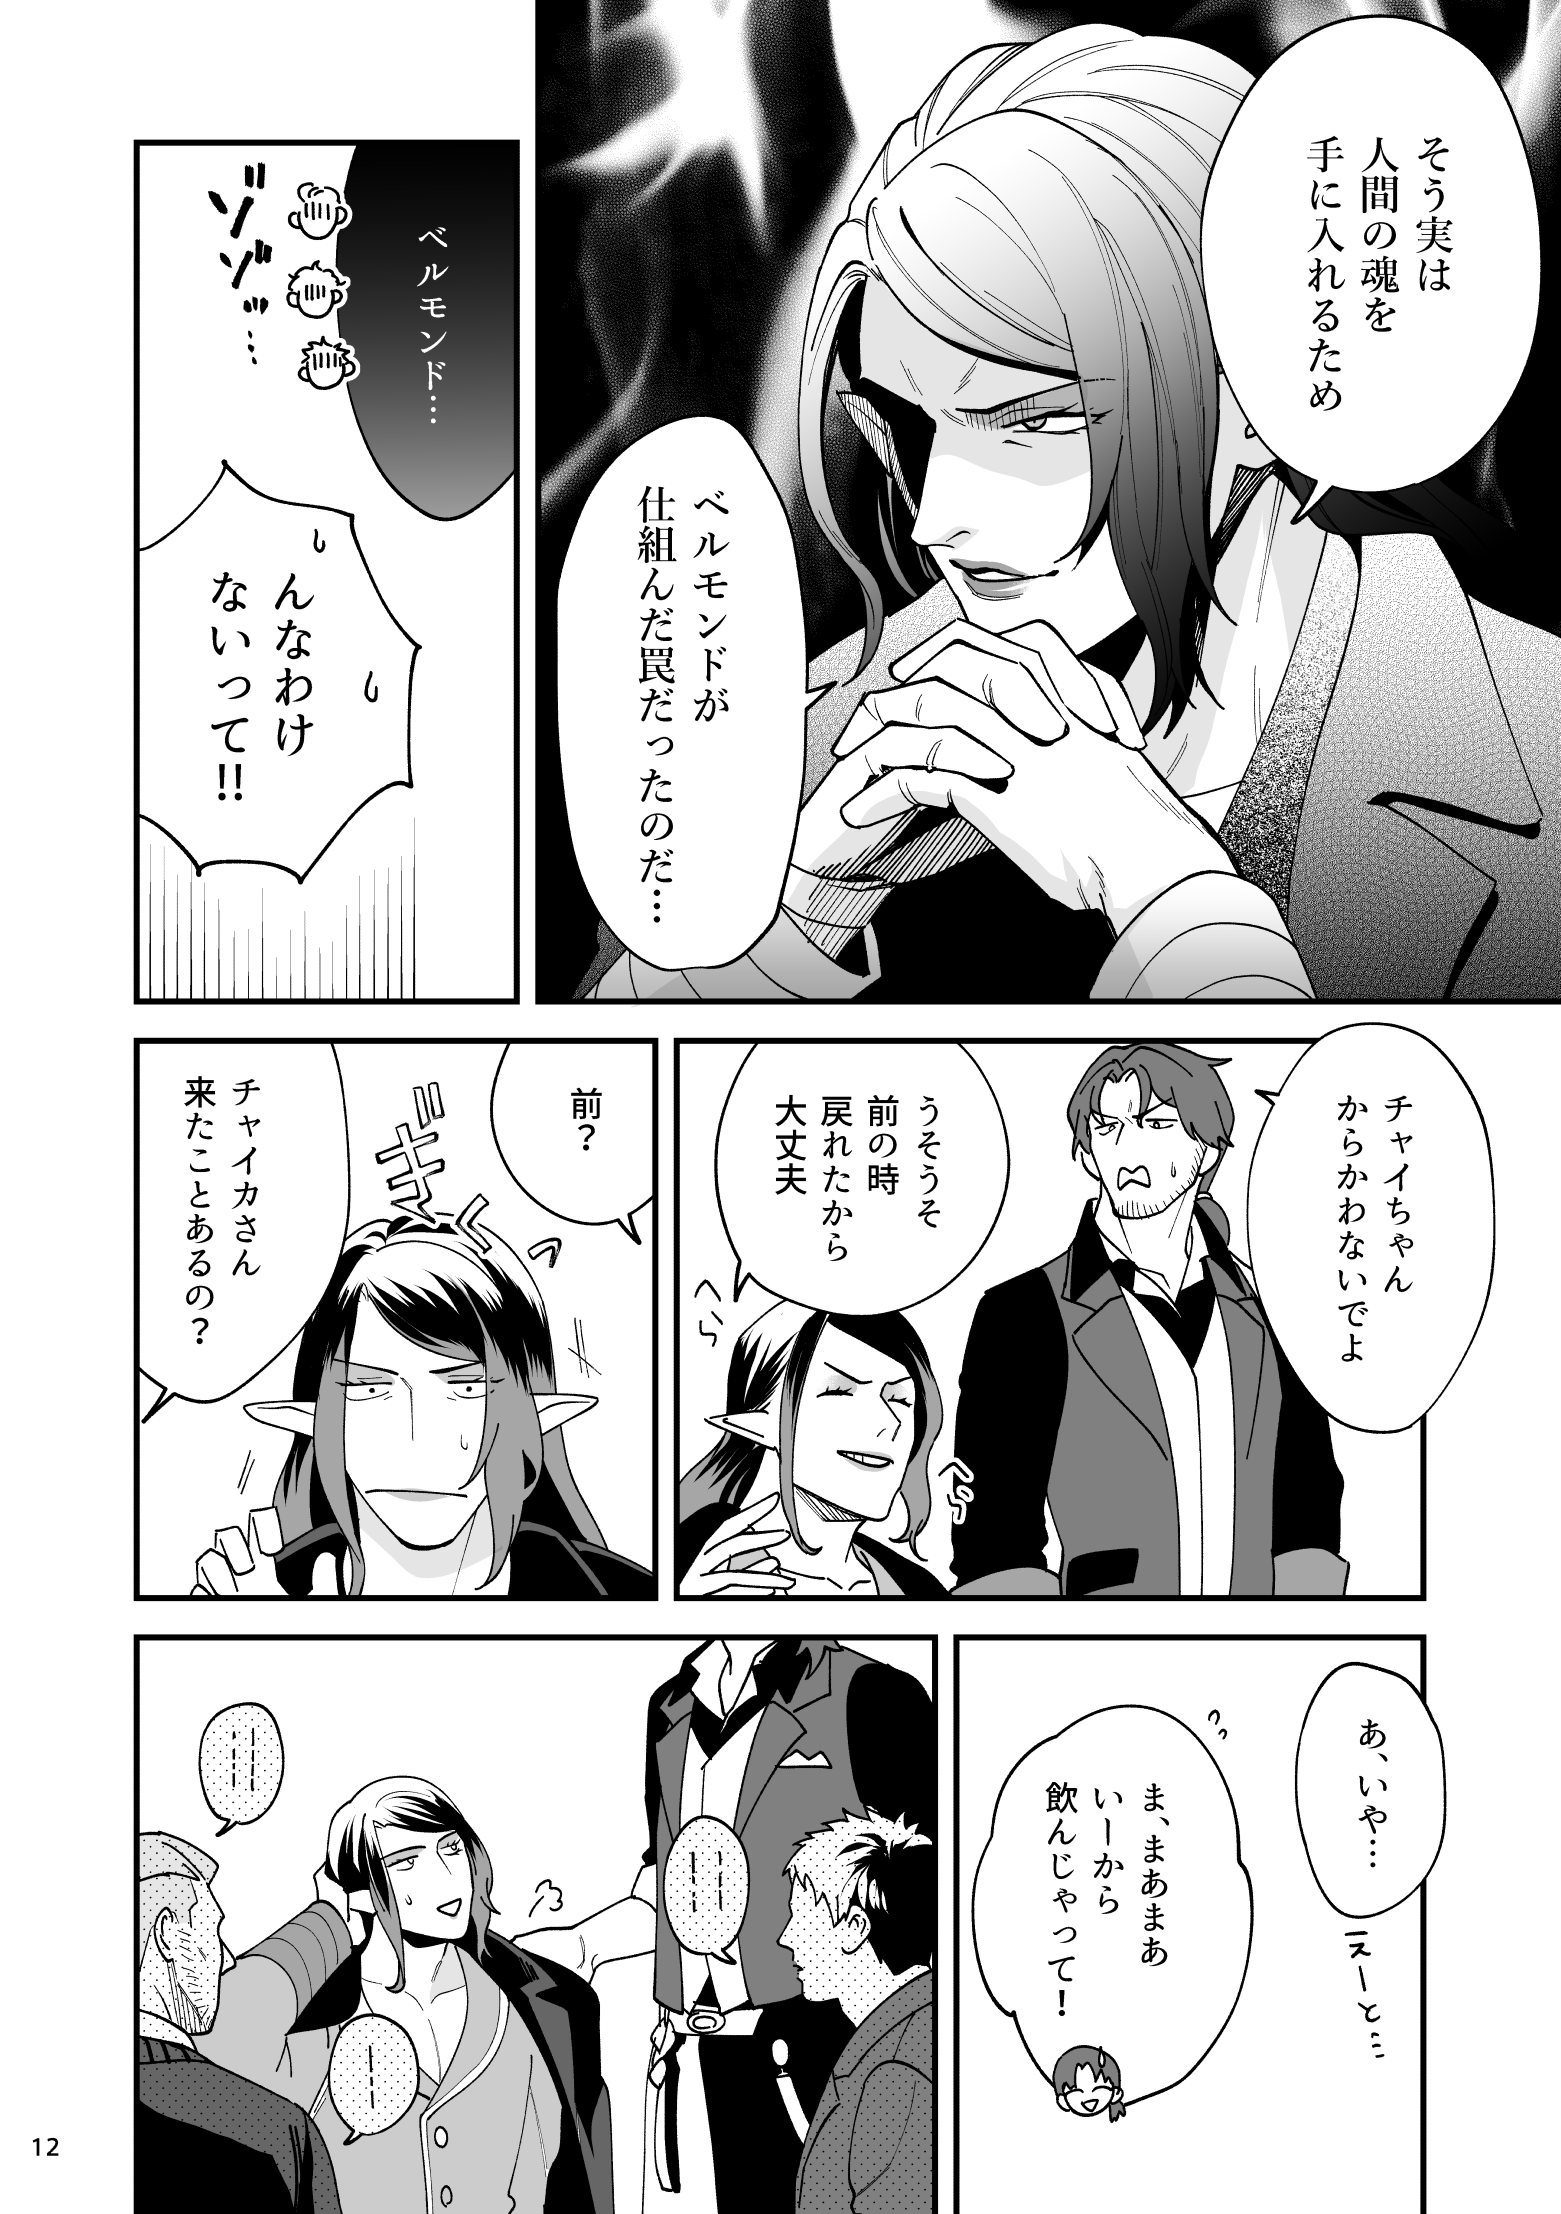 そう実は
人間の魂を
手に入れるため
ベルモンドが
仕組んだ罠だったのだ…
ベルモンド…
ゾゾッ…
んなわけ
ないって!!
チャイちゃん
からかわないでよ
うそうそ
前の時
戻れたから
大丈夫
へら
へら
前?
ギギ
チャイカさん
来たことあるの?
あ、いや…
えーと…
ま、まあまあ
いーから
飲んじゃって!
……
……
……
12